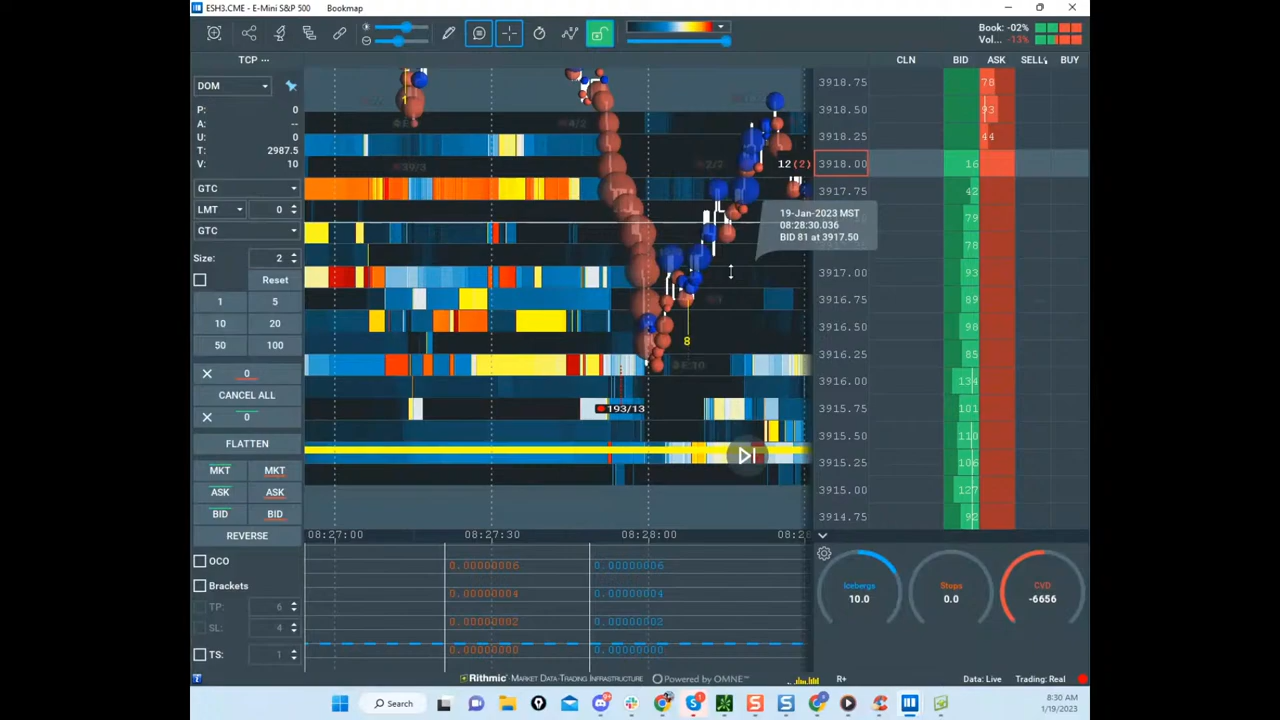 ESH3.CME - E-Mini S&P 500 Bookmap
Book: -02%
Vol... -13%
TCP ...
CLN BID ASK SELL BUY
DOM
P: 0
A: --
U: 0
T: 2987.5
V: 10
GTC
LMT 0
GTC
Size: 2
Reset
1 5
10 20
50 100
0
CANCEL ALL
0
FLATTEN
MKT MKT
ASK ASK
BID BID
REVERSE
OCO
Brackets
TP: 6
SL: 4
TS: 1
12(2)
19-Jan-2023 MST
08:28:30.036
BID 81 at 3917.50
8
193/13
3918.75 78
3918.50 93
3918.25 44
3918.00 16
3917.75 42
79
78
3917.00 93
3916.75 89
3916.50 98
3916.25 85
3916.00 134
3915.75 101
3915.50 110
3915.25 106
3915.00 127
3914.75 92
08:27:00 08:27:30 08:28:00 08:28
0.00000006 0.00000006
0.00000004 0.00000004
0.00000002 0.00000002
0.00000000 0.00000000
Icebergs
10.0
Stops
0.0
CVD
-6656
Rithmic MARKET DATA-TRADING INFRASTRUCTURE Powered by OMNE™
R+
Data: Live Trading: Real
Search
8:30 AM
1/19/2023